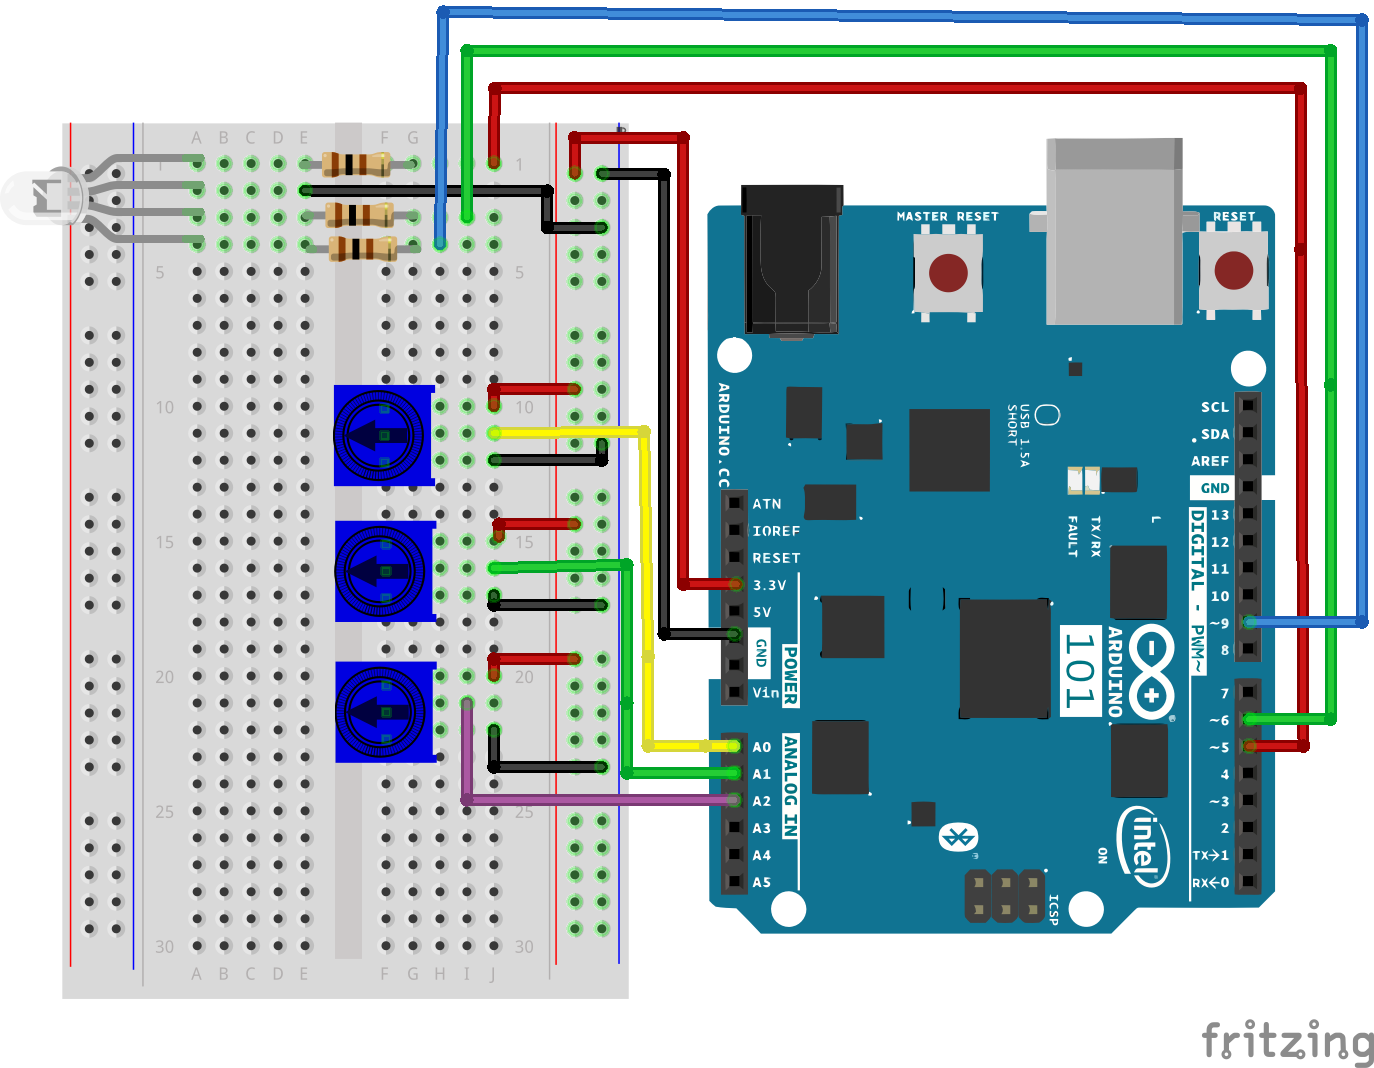 A B C D E F G
1 1
5 5
10 10
15 15
20 20
25 25
30 30
A B C D E F G H I J
MASTER RESET
RESET
ARDUINO.CC
USB 1.5A
SHORT
ATN
IOREF
RESET
3.3V
5V
GND
Vin
POWER
A0
A1
A2
A3
A4
A5
ANALOG IN
FAULT
TX/RX
L
101
ARDUINO
intel
ON
ICSP
SCL
SDA
AREF
GND
13
12
11
10
~9
8
DIGITAL - PWM~
7
~6
~5
4
~3
2
TX→1
RX←0
fritzing